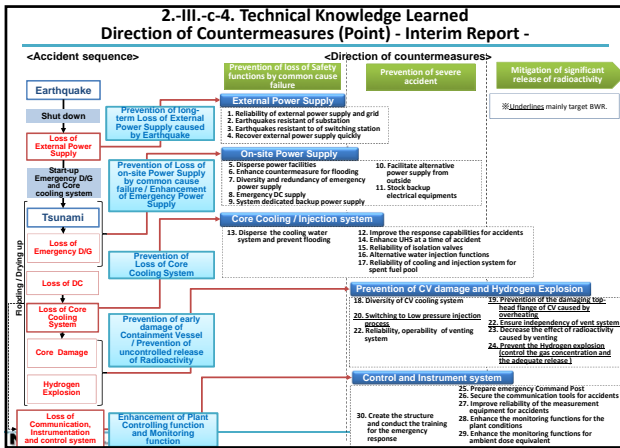 2.-III.-c-4. Technical Knowledge Learned
Direction of Countermeasures (Point) - Interim Report -
<Accident sequence>
<Direction of countermeasures>
Prevention of loss of Safety
functions by common cause
failure
Prevention of severe
accident
Mitigation of significant
release of radioactivity
※Underlines mainly target BWR.
Earthquake
Shut down
Loss of
External Power
Supply
Start-up
Emergency D/G
and Core
cooling system
Tsunami
Loss of
Emergency D/G
Loss of DC
Loss of Core
Cooling
System
Core Damage
Hydrogen
Explosion
Loss of
Communication,
Instrumentation
and control system
Flooding / Drying up
Prevention of long-
term Loss of External
Power Supply caused
by Earthquake
Prevention of Loss of
on-site Power Supply
by common cause
failure / Enhancement
of Emergency Power
Supply
Prevention of
Loss of Core
Cooling System
Prevention of early
damage of
Containment Vessel
/ Prevention of
uncontrolled release of
Radioactivity
Enhancement of Plant
Controlling function and
Monitoring
function
External Power Supply
1. Reliability of external power supply and grid
2. Earthquakes resistant of substation
3. Earthquakes resistant to of switching station
4. Recover external power supply quickly
On-site Power Supply
5. Disperse power facilities
6. Enhance countermeasure for flooding
7. Diversity and redundancy of emergency
power supply
8. Emergency DC supply
9. System dedicated backup power supply
10. Facilitate alternative
power supply from
outside
11. Stock backup
electrical equipments
Core Cooling / Injection system
13. Disperse the cooling water
system and prevent flooding
12. Improve the response capabilities for accidents
14. Enhance UHS at a time of accident
15. Reliability of isolation valves
16. Alternative water injection functions
17. Reliability of cooling and injection system for
spent fuel pool
Prevention of CV damage and Hydrogen Explosion
18. Diversity of CV cooling system
20. Switching to Low pressure injection
process
22. Reliability, operability of venting
system
19. Prevention of the damaging top-
head flange of CV caused by
overheating
22. Ensure independency of vent system
23. Decrease the effect of radioactivity
caused by venting
24. Prevent the Hydrogen explosion
(control the gas concentration and
the adequate release )
Control and Instrument system
30. Create the structure
and conduct the training
for the emergency
response
25. Prepare emergency Command Post
26. Secure the communication tools for accidents
27. Improve reliability of the measurement
equipment for accidents
28. Enhance the monitoring functions for the
plant conditions
29. Enhance the monitoring functions for
ambient dose equivalent